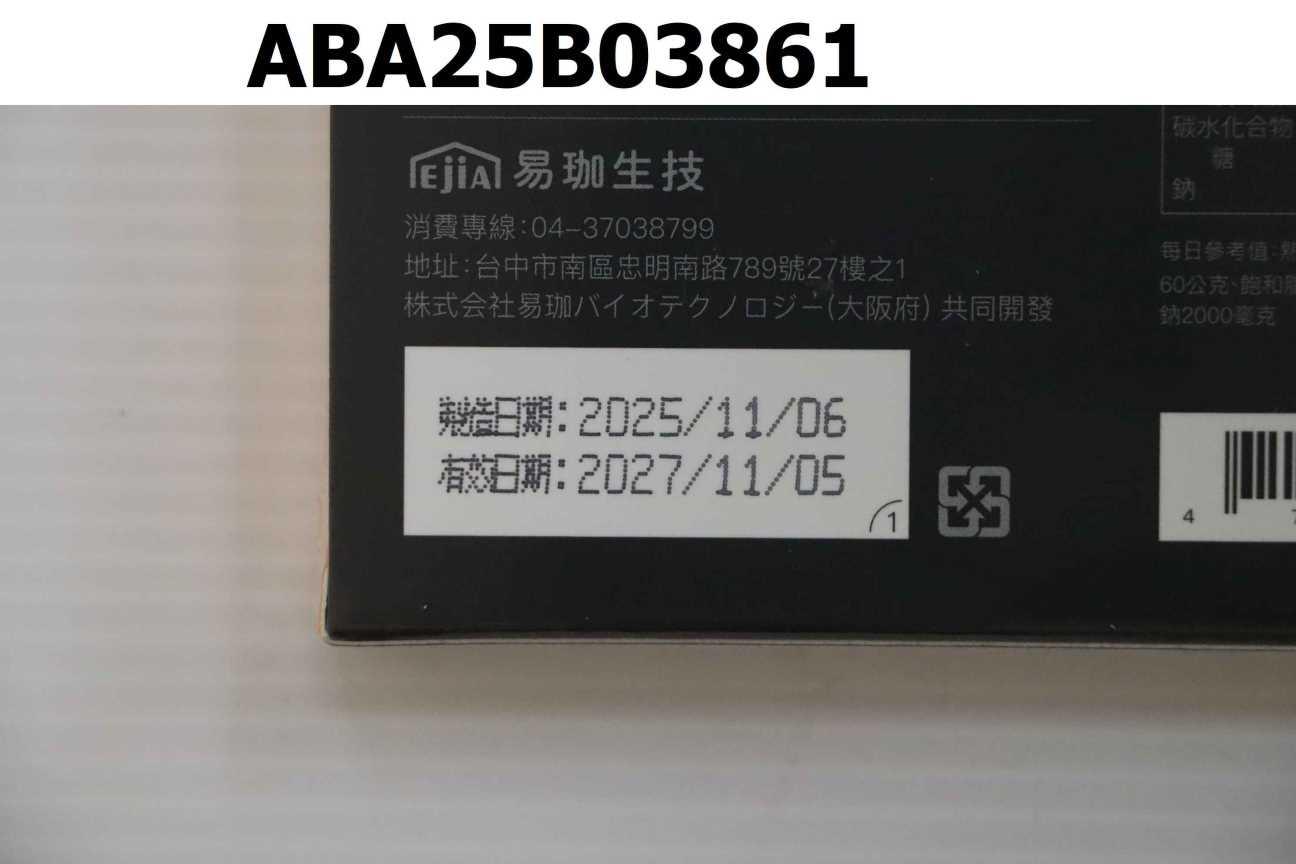 ABA25B03861
EJiA 易珈生技
消費專線:04-37038799
地址:台中市南區忠明南路789號27樓之1
株式会社易珈バイオテクノロジー(大阪府) 共同開發
製造日期:2025/11/06
有效日期:2027/11/05
1
碳水化合物
糖
鈉
每日參考值:熱
60公克、飽和脂
鈉2000毫克
4